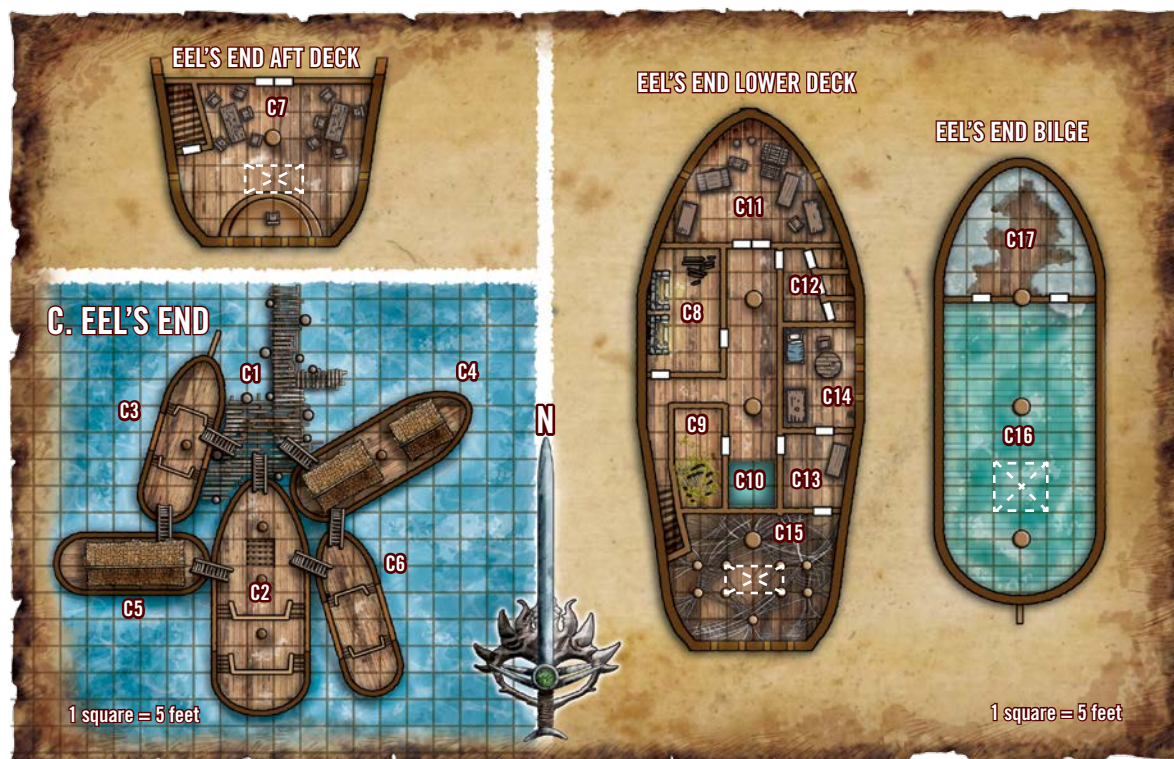 EEL'S END AFT DECK
C7
C. EEL'S END
C1
C3
C4
C2
C5
C6
1 square = 5 feet
N
EEL'S END LOWER DECK
C11
C12
C8
C14
C9
C10
C13
C15
EEL'S END BILGE
C17
C16
1 square = 5 feet